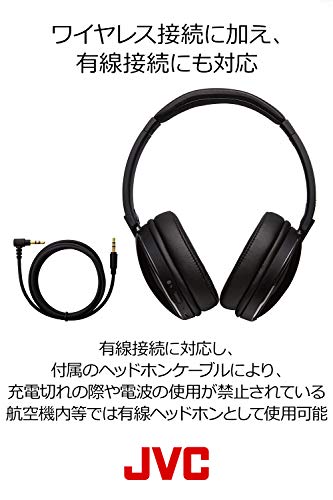 ワイヤレス接続に加え、
有線接続にも対応
有線接続に対応し、
付属のヘッドホンケーブルにより、
充電切れの際や電波の使用が禁止されている
航空機内等では有線ヘッドホンとして使用可能
JVC